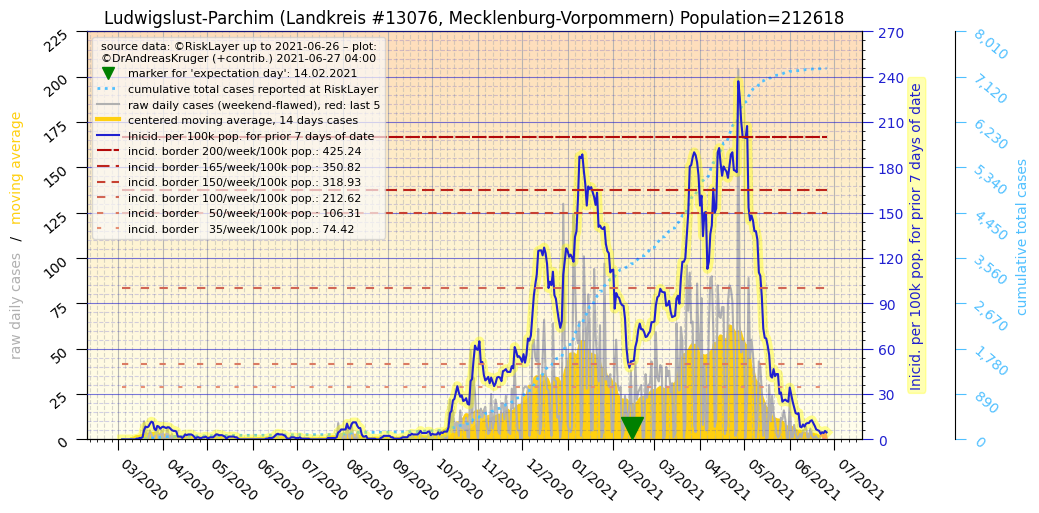 Ludwigslust-Parchim (Landkreis #13076, Mecklenburg-Vorpommern) Population=212618
source data: ©RiskLayer up to 2021-06-26 – plot:
©DrAndreasKruger (+contrib.) 2021-06-27 04:00
marker for 'expectation day': 14.02.2021
cumulative total cases reported at RiskLayer
raw daily cases (weekend-flawed), red: last 5
centered moving average, 14 days cases
Inicid. per 100k pop. for prior 7 days of date
incid. border 200/week/100k pop.: 425.24
incid. border 165/week/100k pop.: 350.82
incid. border 150/week/100k pop.: 318.93
incid. border 100/week/100k pop.: 212.62
incid. border   50/week/100k pop.: 106.31
incid. border   35/week/100k pop.: 74.42
raw daily cases / moving average
225
200
175
150
125
100
75
50
25
0
03/2020
04/2020
05/2020
06/2020
07/2020
08/2020
09/2020
10/2020
11/2020
12/2020
01/2021
02/2021
03/2021
04/2021
05/2021
06/2021
07/2021
270
240
210
180
150
120
90
60
30
0
Inicid. per 100k pop. for prior 7 days of date
8,010
7,120
6,230
5,340
4,450
3,560
2,670
1,780
890
0
cumulative total cases